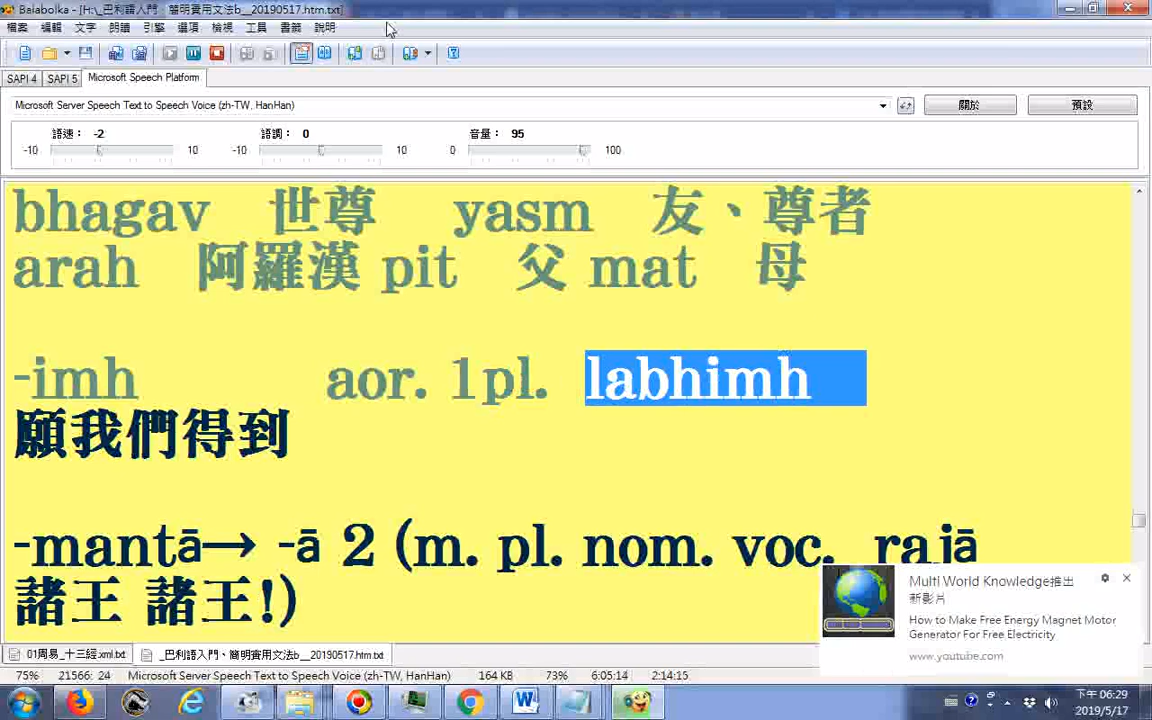 Balabolka - [H:\_巴利語入門、簡明實用文法b__20190517.htm.txt]
檔案 編輯 文字 朗讀 引擎 選項 檢視 工具 書籤 說明
SAPI 4 SAPI 5 Microsoft Speech Platform
Microsoft Server Speech Text to Speech Voice (zh-TW, HanHan) 關於 預設
語速： -2 語調： 0 音量： 95
-10 10 -10 10 0 100
bhagav 世尊 yasm 友、尊者
arah 阿羅漢 pit 父 mat 母
-imh aor. 1pl. labhimh
願我們得到
-mantā→ -ā 2 (m. pl. nom. voc. rajā
諸王 諸王!)
Multi World Knowledge推出
新影片
How to Make Free Energy Magnet Motor
Generator For Free Electricity
www.youtube.com
01周易_十三經.xml.txt _巴利語入門、簡明實用文法b__20190517.htm.txt
75% 21566: 24 Microsoft Server Speech Text to Speech Voice (zh-TW, HanHan) 164 KB 73% 6:05:14 2:14:15
下午 06:29
2019/5/17